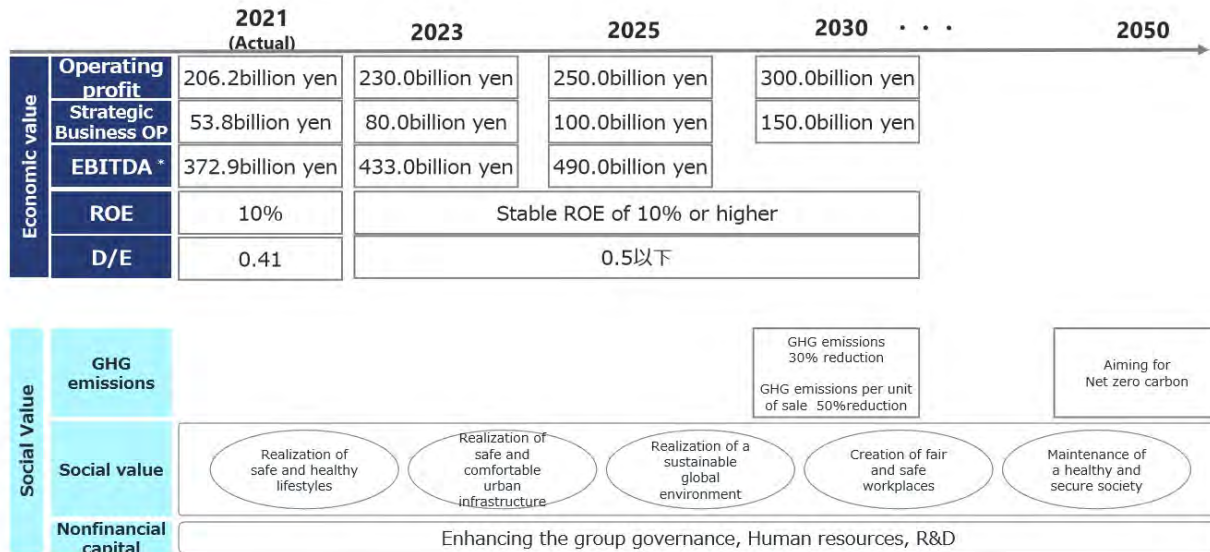 2021
(Actual)
2023
2025
2030 ・・・
2050
Economic value
Operating
profit
206.2billion yen
230.0billion yen
250.0billion yen
300.0billion yen
Strategic
Business OP
53.8billion yen
80.0billion yen
100.0billion yen
150.0billion yen
EBITDA *
372.9billion yen
433.0billion yen
490.0billion yen
ROE
10%
Stable ROE of 10% or higher
D/E
0.41
0.5以下
Social Value
GHG
emissions
GHG emissions
30% reduction
GHG emissions per unit
of sale 50%reduction
Aiming for
Net zero carbon
Social value
Realization of
safe and healthy
lifestyles
Realization of
safe and
comfortable
urban
infrastructure
Realization of a
sustainable
global
environment
Creation of fair
and safe
workplaces
Maintenance of
a healthy and
secure society
Nonfinancial
capital
Enhancing the group governance, Human resources, R&D